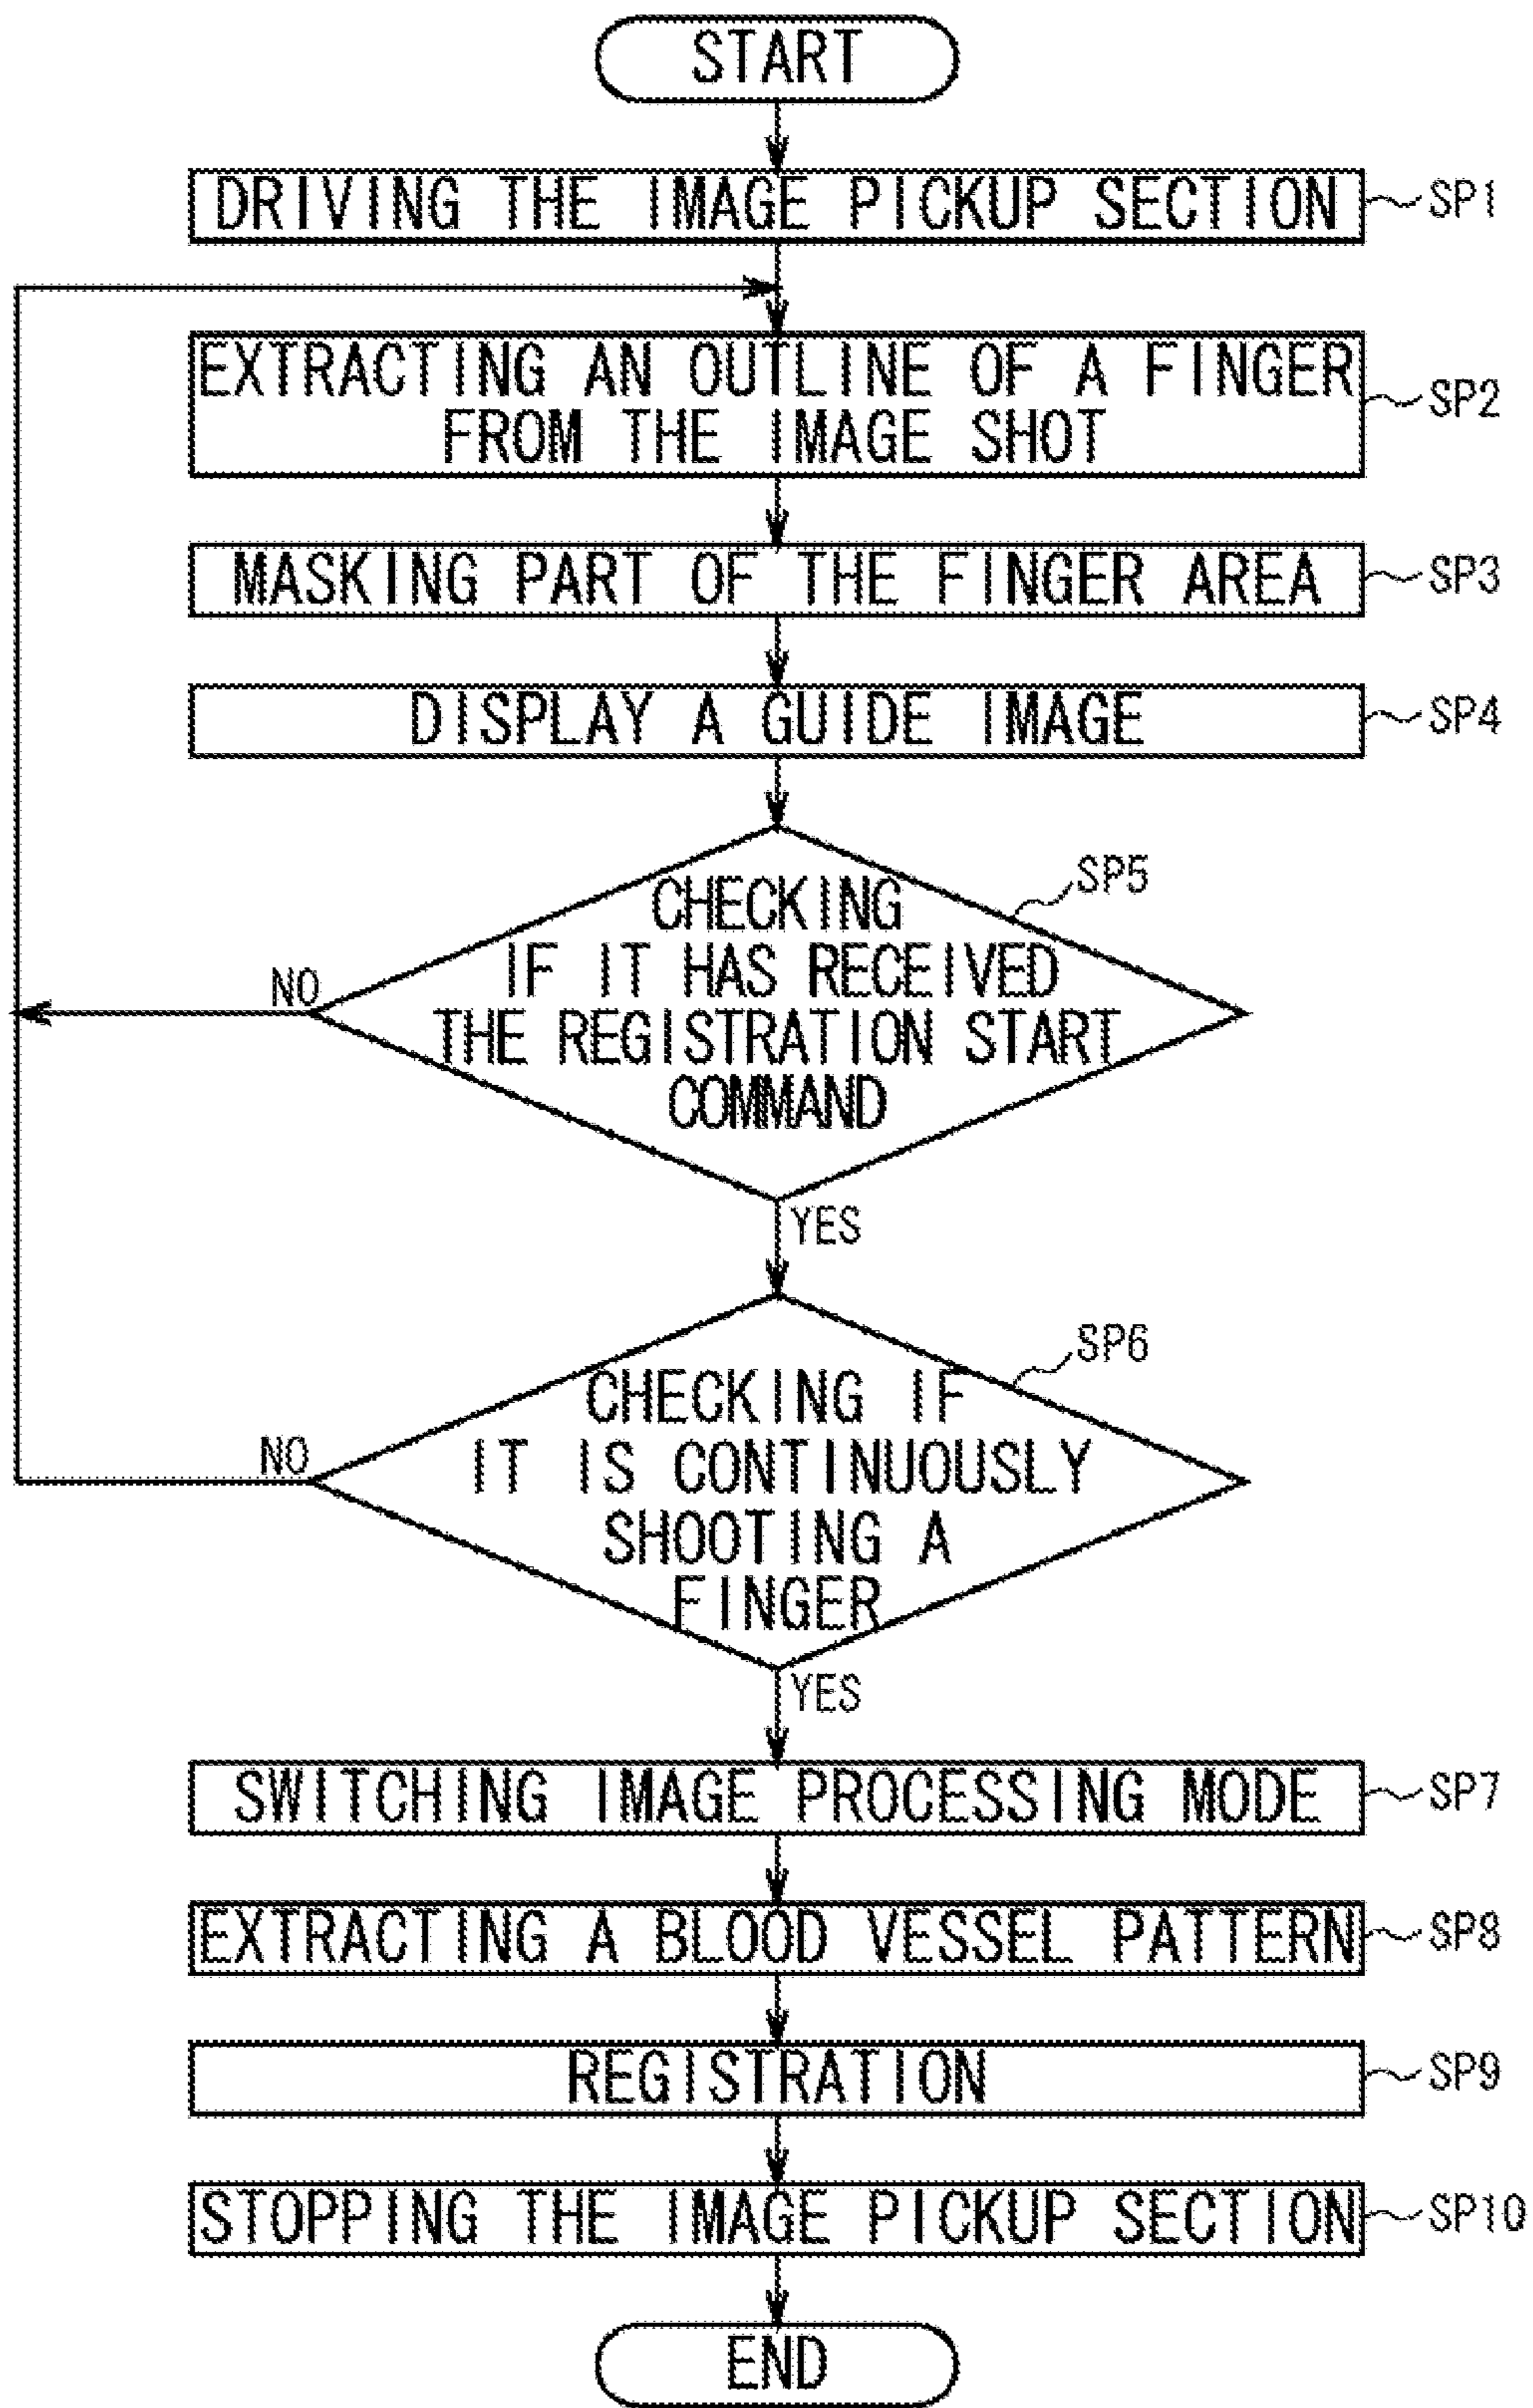 START
DRIVING THE IMAGE PICKUP SECTION
SP1
EXTRACTING AN OUTLINE OF A FINGER
FROM THE IMAGE SHOT
SP2
MASKING PART OF THE FINGER AREA
SP3
DISPLAY A GUIDE IMAGE
SP4
SP5
CHECKING
IF IT HAS RECEIVED
THE REGISTRATION START
COMMAND
NO
YES
SP6
CHECKING IF
IT IS CONTINUOUSLY
SHOOTING A
FINGER
NO
YES
SWITCHING IMAGE PROCESSING MODE
SP7
EXTRACTING A BLOOD VESSEL PATTERN
SP8
REGISTRATION
SP9
STOPPING THE IMAGE PICKUP SECTION
SP10
END